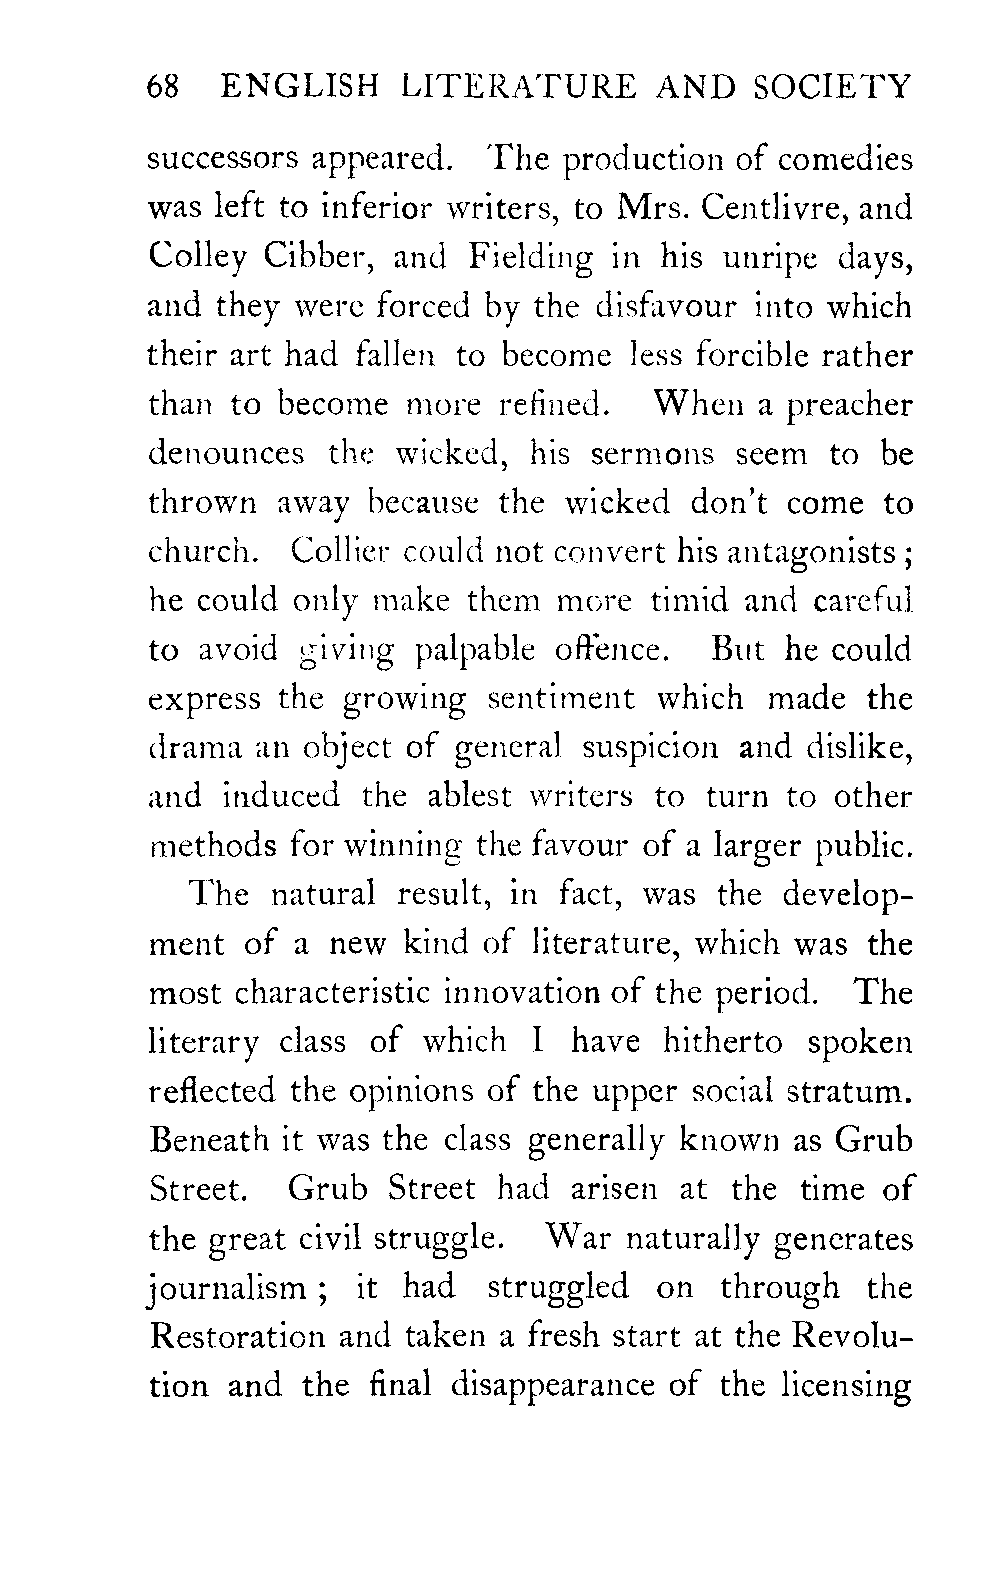 68 ENGLISH LITERATURE AND SOCIETY
successors appeared. The production of comedies
was left to inferior writers, to Mrs. Centlivre, and
Colley Cibber, and Fielding in his unripe days,
and they were forced by the disfavour into which
their art had fallen to become less forcible rather
than to become more refined. When a preacher
denounces the wicked, his sermons seem to be
thrown away because the wicked don't come to
church. Collier could not convert his antagonists ;
he could only make them more timid and careful
to avoid giving palpable offence. But he could
express the growing sentiment which made the
drama an object of general suspicion and dislike,
and induced the ablest writers to turn to other
methods for winning the favour of a larger public.
The natural result, in fact, was the develop-
ment of a new kind of literature, which was the
most characteristic innovation of the period. The
literary class of which I have hitherto spoken
reflected the opinions of the upper social stratum.
Beneath it was the class generally known as Grub
Street. Grub Street had arisen at the time of
the great civil struggle. War naturally generates
journalism ; it had struggled on through the
Restoration and taken a fresh start at the Revolu-
tion and the final disappearance of the licensing